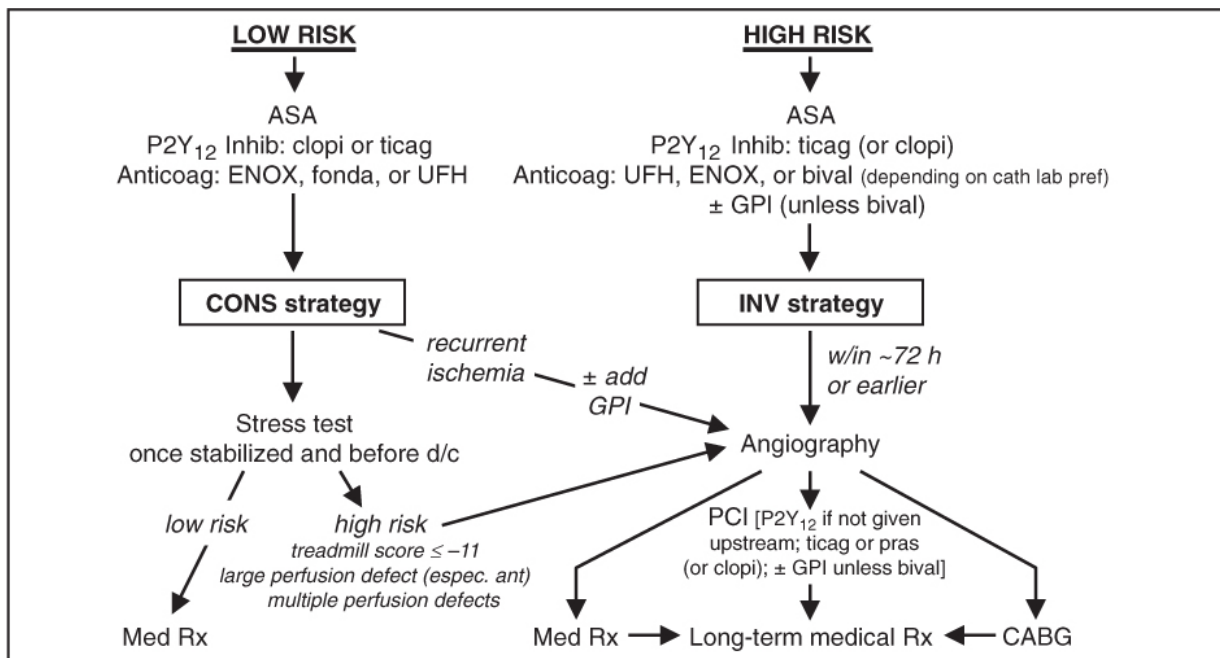 LOW RISK
ASA
P2Y12 Inhib: clopi or ticag
Anticoag: ENOX, fonda, or UFH
CONS strategy
recurrent
ischemia
± add
GPI
Stress test
once stabilized and before d/c
low risk
high risk
treadmill score ≤ –11
large perfusion defect (espec. ant)
multiple perfusion defects
Med Rx
HIGH RISK
ASA
P2Y12 Inhib: ticag (or clopi)
Anticoag: UFH, ENOX, or bival (depending on cath lab pref)
± GPI (unless bival)
INV strategy
w/in ~72 h
or earlier
Angiography
PCI [P2Y12 if not given
upstream; ticag or pras
(or clopi); ± GPI unless bival]
Med Rx
Long-term medical Rx
CABG